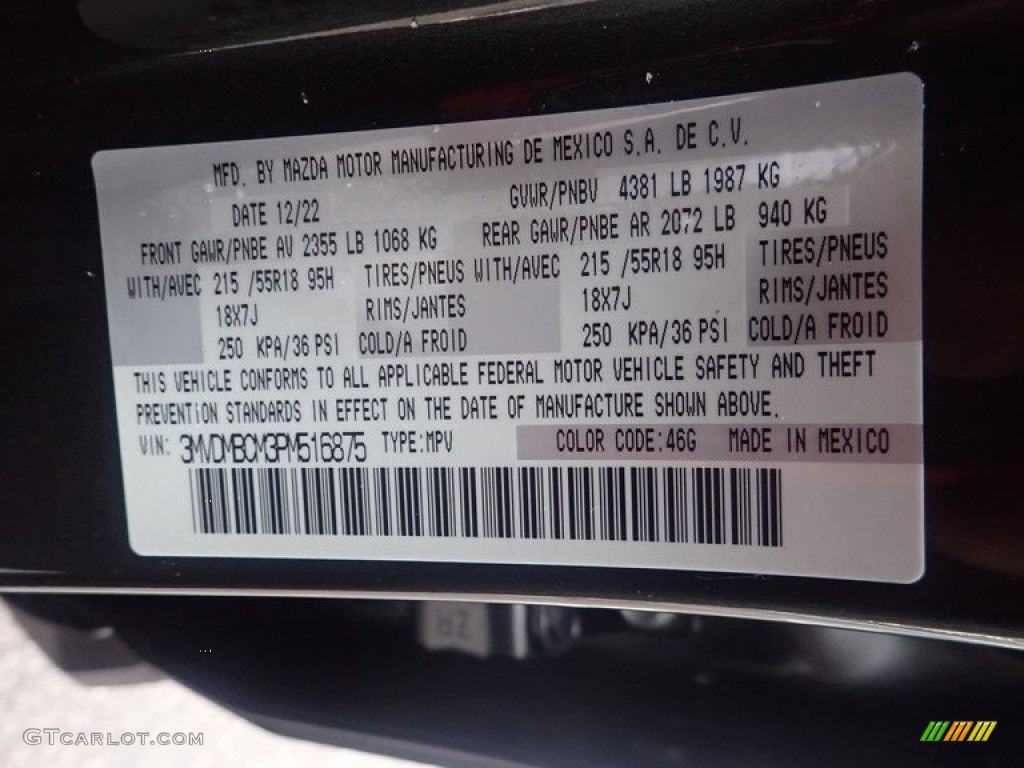 MFD. BY MAZDA MOTOR MANUFACTURING DE MEXICO S.A. DE C.V.
DATE 12/22 GVWR/PNBV 4381 LB 1987 KG
FRONT GAWR/PNBE AV 2355 LB 1068 KG REAR GAWR/PNBE AR 2072 LB 940 KG
WITH/AVEC 215 /55R18 95H TIRES/PNEUS WITH/AVEC 215 /55R18 95H TIRES/PNEUS
18X7J RIMS/JANTES 18X7J RIMS/JANTES
250 KPA/36 PSI COLD/A FROID 250 KPA/36 PSI COLD/A FROID
THIS VEHICLE CONFORMS TO ALL APPLICABLE FEDERAL MOTOR VEHICLE SAFETY AND THEFT
PREVENTION STANDARDS IN EFFECT ON THE DATE OF MANUFACTURE SHOWN ABOVE.
VIN: 3MVDMBCM3PM516875 TYPE:MPV COLOR CODE:46G MADE IN MEXICO
ZR
GTCARLOT.COM